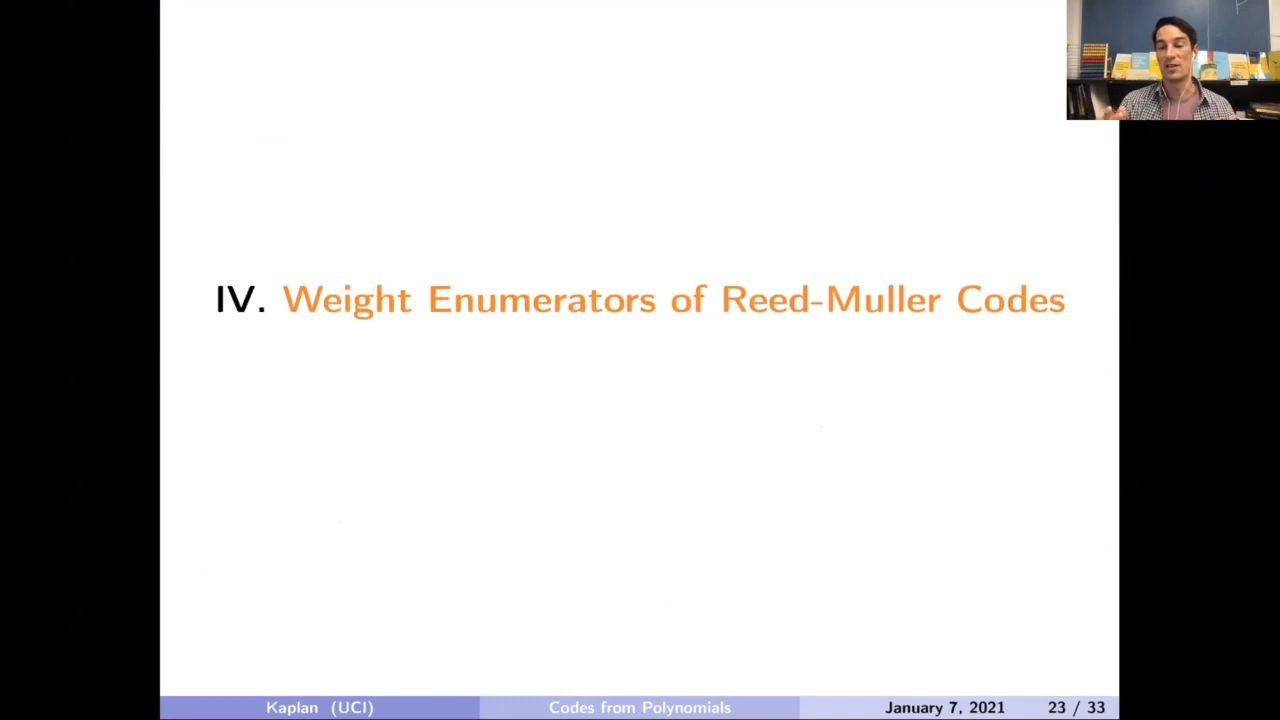 IV. Weight Enumerators of Reed-Muller Codes
Kaplan (UCI) Codes from Polynomials January 7, 2021 23 / 33